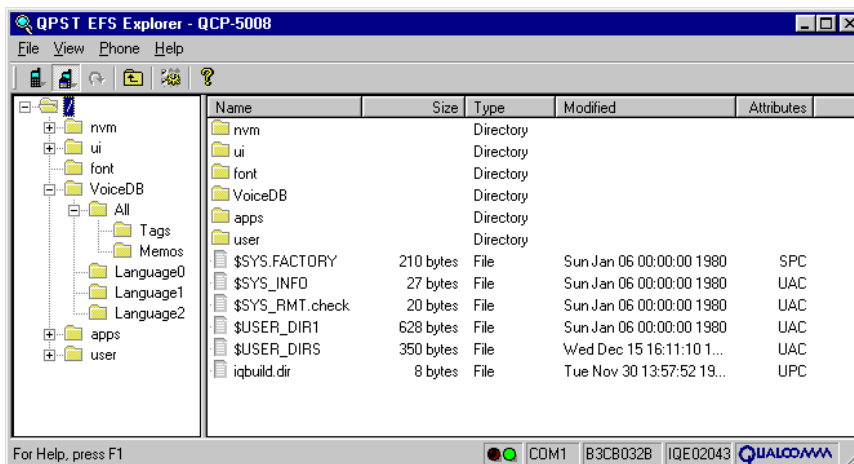 QPST EFS Explorer - QCP-5008
File View Phone Help
/
nvm
ui
font
VoiceDB
All
Tags
Memos
Language0
Language1
Language2
apps
user
Name Size Type Modified Attributes
nvm Directory
ui Directory
font Directory
VoiceDB Directory
apps Directory
user Directory
$SYS.FACTORY 210 bytes File Sun Jan 06 00:00:00 1980 SPC
$SYS_INFO 27 bytes File Sun Jan 06 00:00:00 1980 UAC
$SYS_RMT.check 20 bytes File Sun Jan 06 00:00:00 1980 UAC
$USER_DIR1 628 bytes File Sun Jan 06 00:00:00 1980 UAC
$USER_DIRS 350 bytes File Wed Dec 15 16:11:10 1... UAC
iqbuild.dir 8 bytes File Tue Nov 30 13:57:52 19... UPC
For Help, press F1 COM1 B3CB032B IQE02043 QUALCOMM